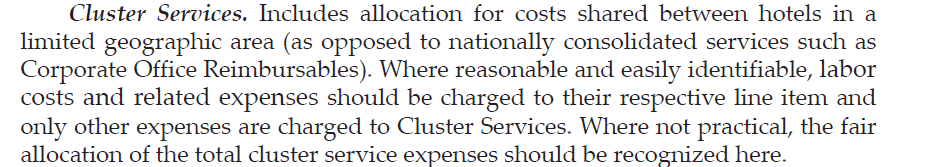 Cluster Services. Includes allocation for costs shared between hotels in a
limited geographic area (as opposed to nationally consolidated services such as
Corporate Office Reimbursables). Where reasonable and easily identifiable, labor
costs and related expenses should be charged to their respective line item and
only other expenses are charged to Cluster Services. Where not practical, the fair
allocation of the total cluster service expenses should be recognized here.